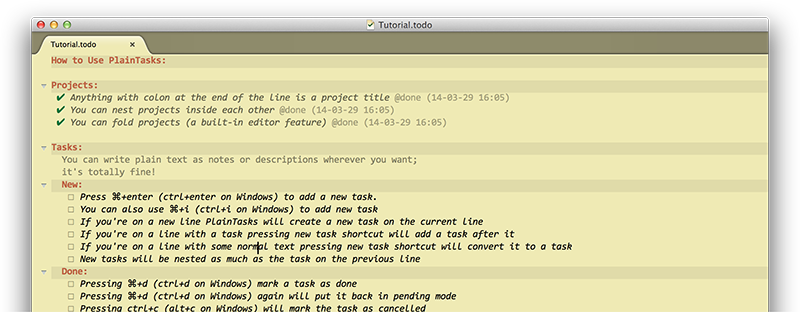 Tutorial.todo
Tutorial.todo ×
How to Use PlainTasks:
Projects:
✔ Anything with colon at the end of the line is a project title @done (14-03-29 16:05)
✔ You can nest projects inside each other @done (14-03-29 16:05)
✔ You can fold projects (a built-in editor feature) @done (14-03-29 16:05)
Tasks:
You can write plain text as notes or descriptions wherever you want;
it's totally fine!
New:
☐ Press ⌘+enter (ctrl+enter on Windows) to add a new task.
☐ You can also use ⌘+i (ctrl+i on Windows) to add new task
☐ If you're on a new line PlainTasks will create a new task on the current line
☐ If you're on a line with a task pressing new task shortcut will add a task after it
☐ If you're on a line with some normal text pressing new task shortcut will convert it to a task
☐ New tasks will be nested as much as the task on the previous line
Done:
☐ Pressing ⌘+d (ctrl+d on Windows) mark a task as done
☐ Pressing ⌘+d (ctrl+d on Windows) again will put it back in pending mode
☐ Pressing ctrl+c (alt+c on Windows) will mark the task as cancelled